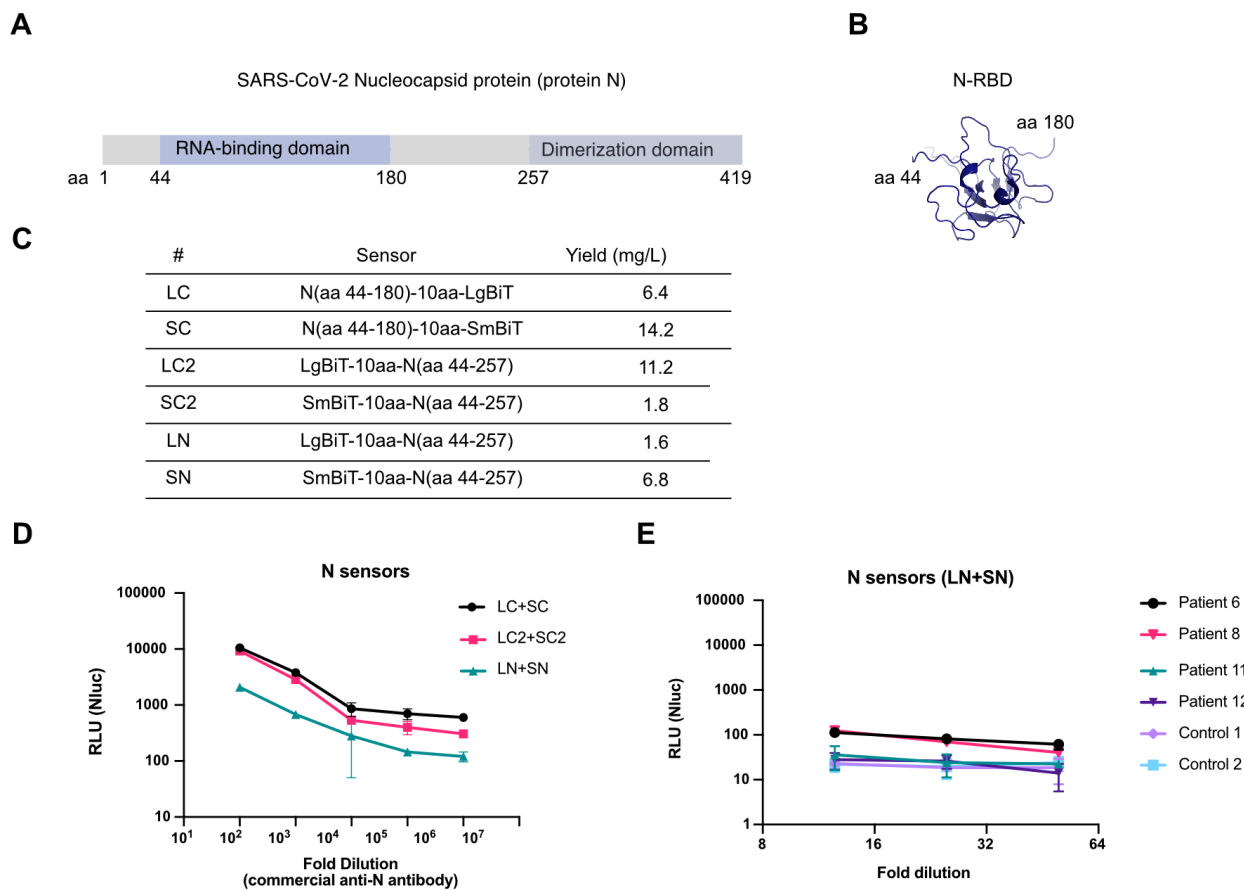 A
SARS-CoV-2 Nucleocapsid protein (protein N)
RNA-binding domain
Dimerization domain
aa 1 44 180 257 419
B
N-RBD
aa 180
aa 44
C
# Sensor Yield (mg/L)
LC N(aa 44-180)-10aa-LgBiT 6.4
SC N(aa 44-180)-10aa-SmBiT 14.2
LC2 LgBiT-10aa-N(aa 44-257) 11.2
SC2 SmBiT-10aa-N(aa 44-257) 1.8
LN LgBiT-10aa-N(aa 44-257) 1.6
SN SmBiT-10aa-N(aa 44-257) 6.8
D
N sensors
100000
10000
1000
100
10
RLU (Nluc)
10¹ 10² 10³ 10⁴ 10⁵ 10⁶ 10⁷
Fold Dilution
(commercial anti-N antibody)
LC+SC
LC2+SC2
LN+SN
E
N sensors (LN+SN)
100000
10000
1000
100
10
1
RLU (Nluc)
8 16 32 64
Fold dilution
Patient 6
Patient 8
Patient 11
Patient 12
Control 1
Control 2